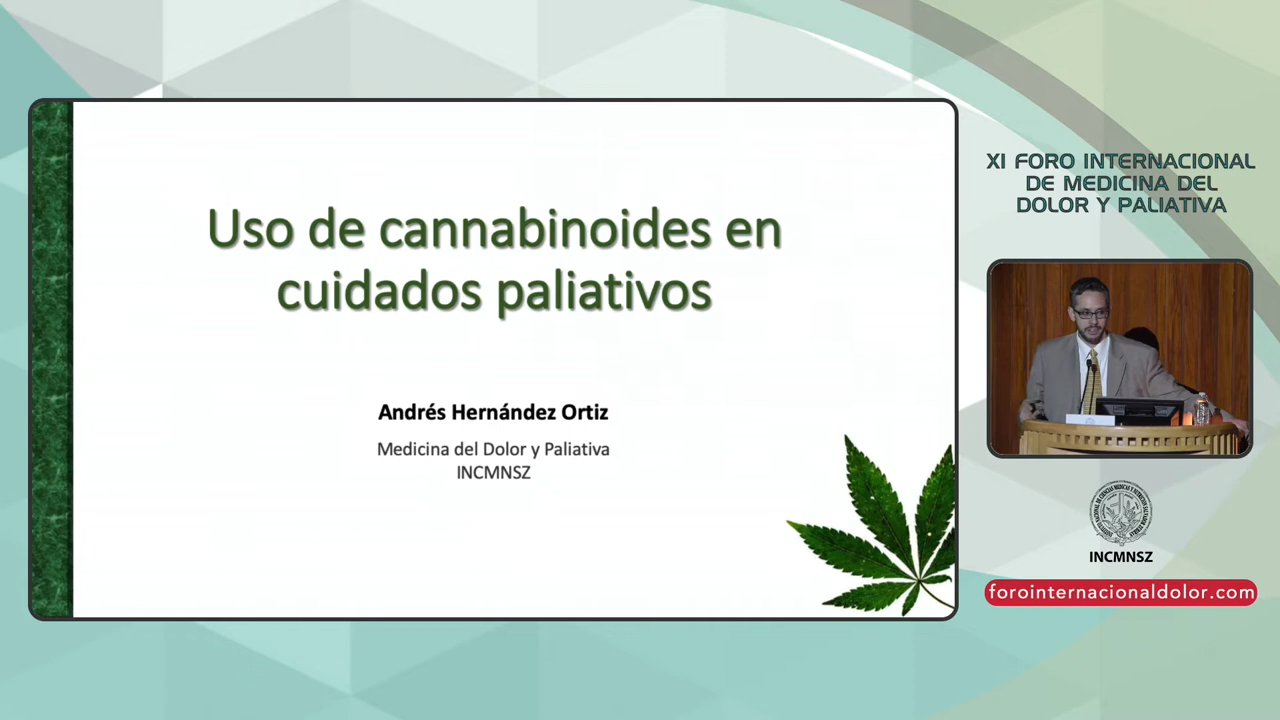 Uso de cannabinoides en
cuidados paliativos
Andrés Hernández Ortiz
Medicina del Dolor y Paliativa
INCMNSZ
XI FORO INTERNACIONAL
DE MEDICINA DEL
DOLOR Y PALIATIVA
INCMNSZ
forointernacionaldolor.com